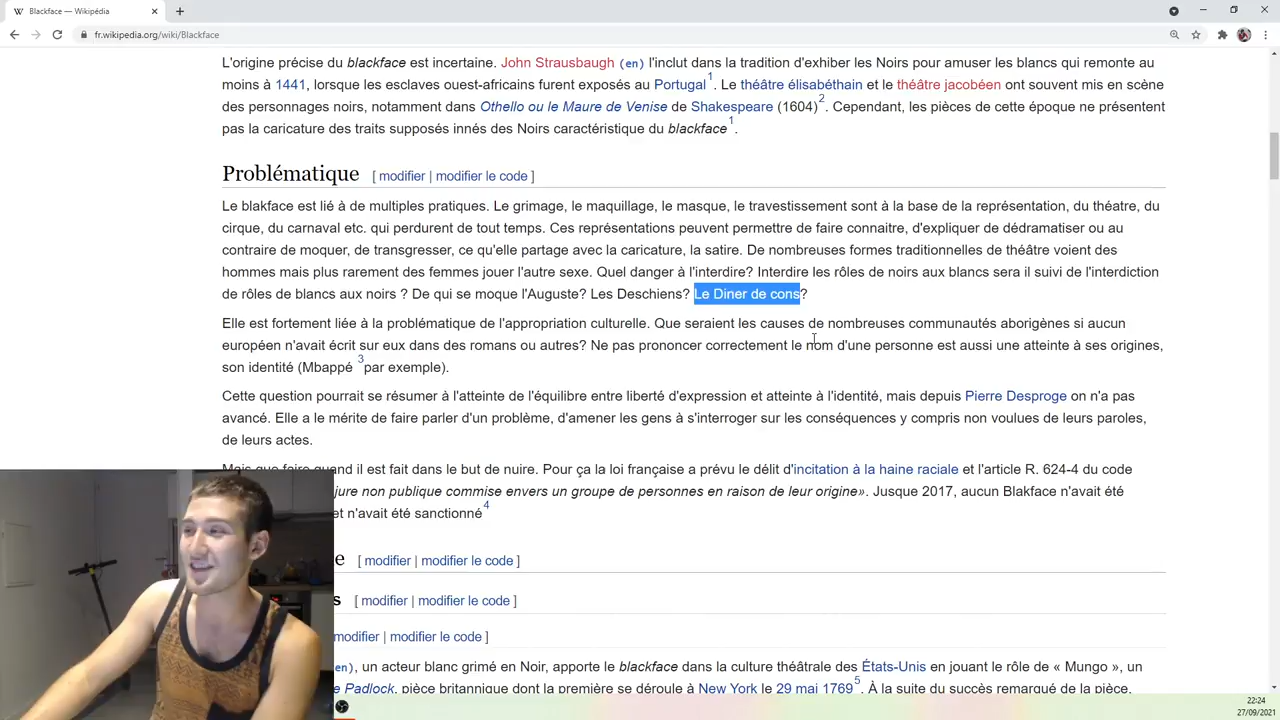 Blackface — Wikipédia
fr.wikipedia.org/wiki/Blackface
L'origine précise du blackface est incertaine. John Strausbaugh (en) l'inclut dans la tradition d'exhiber les Noirs pour amuser les blancs qui remonte au
moins à 1441, lorsque les esclaves ouest-africains furent exposés au Portugal1. Le théâtre élisabéthain et le théâtre jacobéen ont souvent mis en scène
des personnages noirs, notamment dans Othello ou le Maure de Venise de Shakespeare (1604)2. Cependant, les pièces de cette époque ne présentent
pas la caricature des traits supposés innés des Noirs caractéristique du blackface1.
Problématique [ modifier | modifier le code ]
Le blakface est lié à de multiples pratiques. Le grimage, le maquillage, le masque, le travestissement sont à la base de la représentation, du théatre, du
cirque, du carnaval etc. qui perdurent de tout temps. Ces représentations peuvent permettre de faire connaitre, d'expliquer de dédramatiser ou au
contraire de moquer, de transgresser, ce qu'elle partage avec la caricature, la satire. De nombreuses formes traditionnelles de théâtre voient des
hommes mais plus rarement des femmes jouer l'autre sexe. Quel danger à l'interdire? Interdire les rôles de noirs aux blancs sera il suivi de l'interdiction
de rôles de blancs aux noirs ? De qui se moque l'Auguste? Les Deschiens? Le Diner de cons?
Elle est fortement liée à la problématique de l'appropriation culturelle. Que seraient les causes de nombreuses communautés aborigènes si aucun
européen n'avait écrit sur eux dans des romans ou autres? Ne pas prononcer correctement le nom d'une personne est aussi une atteinte à ses origines,
son identité (Mbappé 3par exemple).
Cette question pourrait se résumer à l'atteinte de l'équilibre entre liberté d'expression et atteinte à l'identité, mais depuis Pierre Desproge on n'a pas
avancé. Elle a le mérite de faire parler d'un problème, d'amener les gens à s'interroger sur les conséquences y compris non voulues de leurs paroles,
de leurs actes.
Mais que faire quand il est fait dans le but de nuire. Pour ça la loi française a prévu le délit d'incitation à la haine raciale et l'article R. 624-4 du code
jure non publique commise envers un groupe de personnes en raison de leur origine». Jusque 2017, aucun Blakface n'avait été
et n'avait été sanctionné4
e [ modifier | modifier le code ]
s [ modifier | modifier le code ]
modifier | modifier le code ]
en), un acteur blanc grimé en Noir, apporte le blackface dans la culture théâtrale des États-Unis en jouant le rôle de « Mungo », un
e Padlock, pièce britannique dont la première se déroule à New York le 29 mai 17695. À la suite du succès remarqué de la pièce,
22:24
27/09/2021